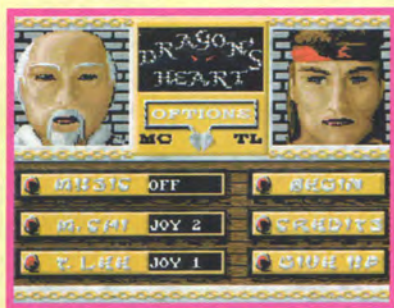 DRAGON'S
HEART
OPTIONS
MC TL
MUSIC OFF BEGIN
M. CHI JOY 2 CREDITS
T. LEE JOY 1 GIVE UP